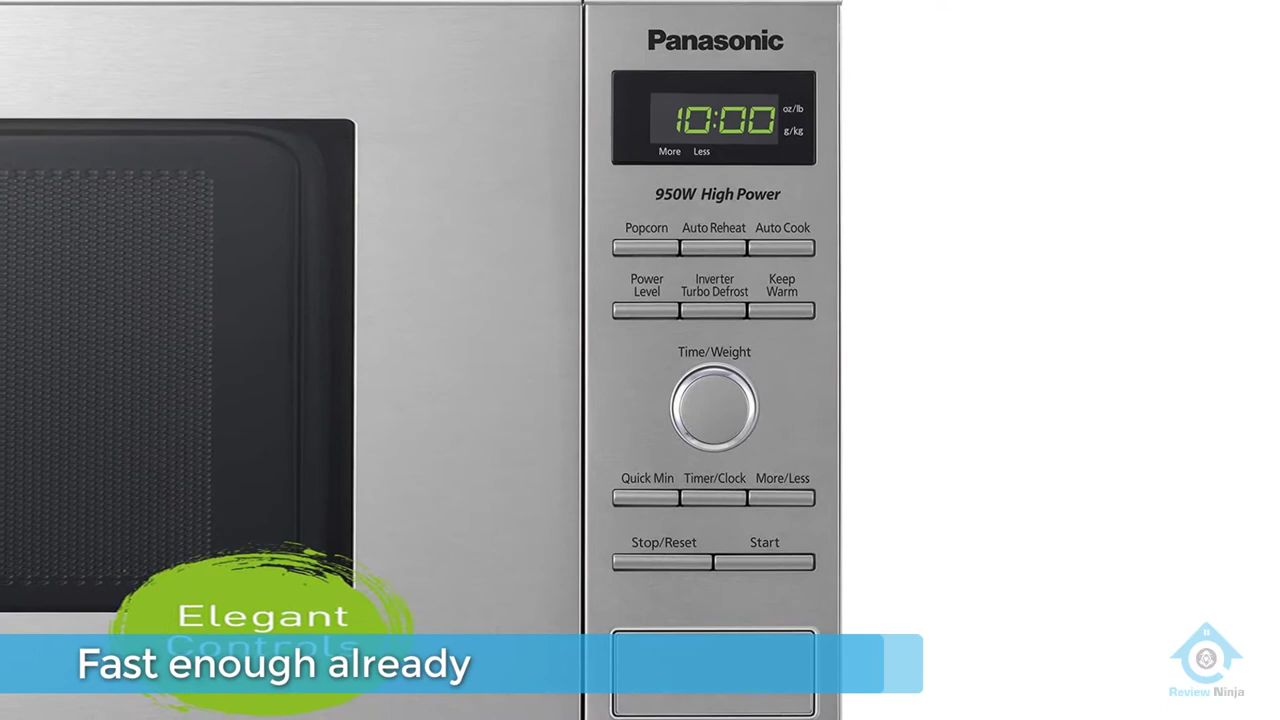 Panasonic
10:00
oz/lb
g/kg
More Less
950W High Power
Popcorn Auto Reheat Auto Cook
Power Level
Inverter Turbo Defrost
Keep Warm
Time/Weight
Quick Min Timer/Clock More/Less
Stop/Reset Start
Elegant
Controls
Fast enough already
Review Ninja